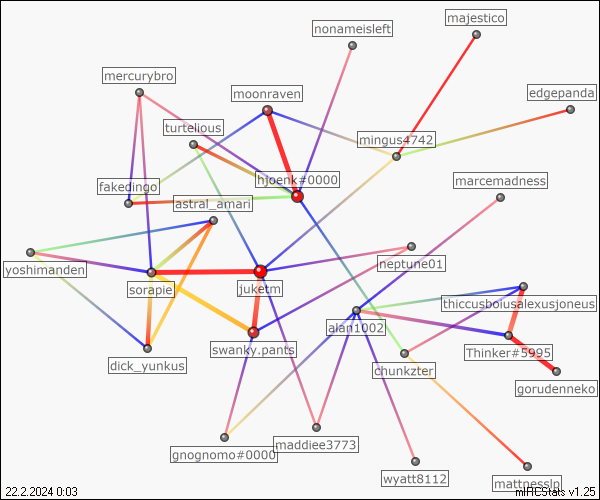 majestico
nonameisleft
mercurybro
moonraven
edgepanda
turtelious
mingus4742
hjoenk#0000
marcemadness
fakedingo
astral_amari
neptune01
yoshimanden
sorapie
juketm
thiccusboiusalexusjoneus
alan1002
swanky.pants
Thinker#5995
dick_yunkus
chunkzter
gorudenneko
maddiee3773
gnognomo#0000
wyatt8112
mattnesslp
22.2.2024 0:03
mIRCStats v1.25